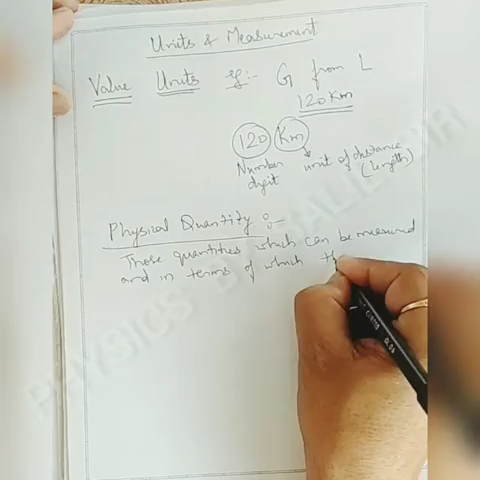 Units & Measurement
Value Units eg:- G from L
120 Km
120 Km
Number digit
unit of distance (length)
Physical Quantity :-
Those quantities which can be measured
and in terms of which th